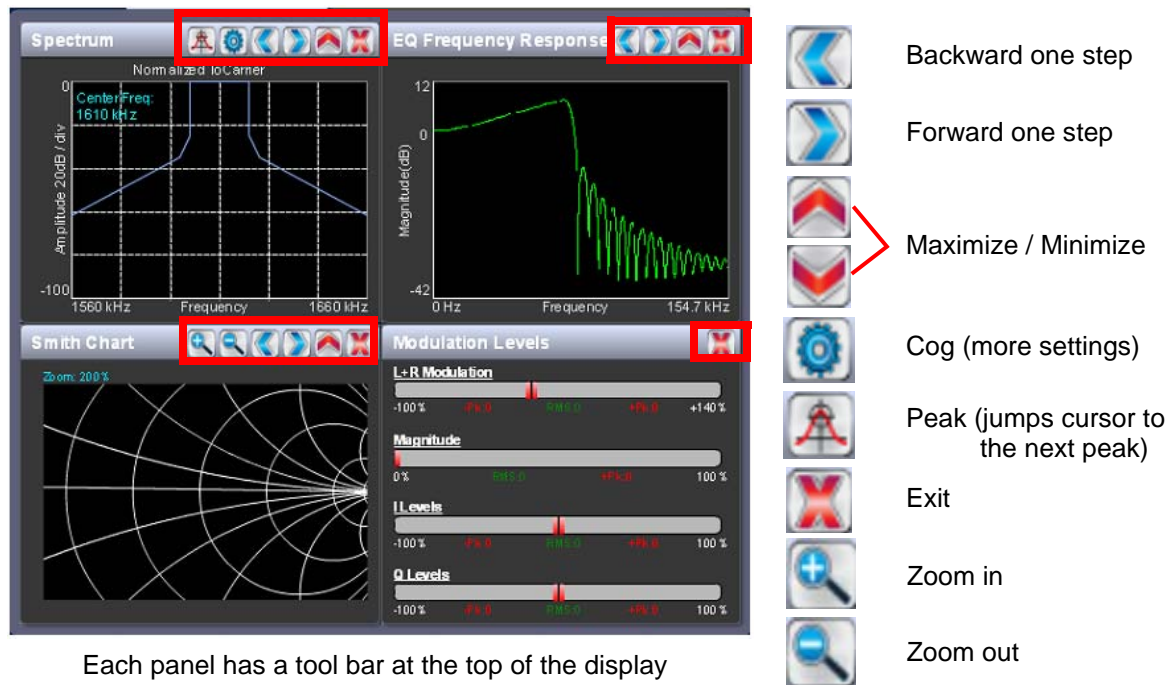 Spectrum
Normalized ToCarrier
0
Center Freq:
1610 kHz
Amplitude 20dB / div
-100
1560 kHz
Frequency
1660 kHz
EQ Frequency Response
12
0
Magnitude(dB)
-42
0 Hz
Frequency
154.7 kHz
Smith Chart
Zoom: 200%
Modulation Levels
L+R Modulation
-100% -Pk:0 RMS:0 +Pk:0 +140%
Magnitude
0% RMS:0 +Pk:0 100%
I Levels
-100% -Pk:0 RMS:0 +Pk:0 100%
Q Levels
-100% -Pk:0 RMS:0 +Pk:0 100%
Each panel has a tool bar at the top of the display
Backward one step
Forward one step
Maximize / Minimize
Cog (more settings)
Peak (jumps cursor to
the next peak)
Exit
Zoom in
Zoom out